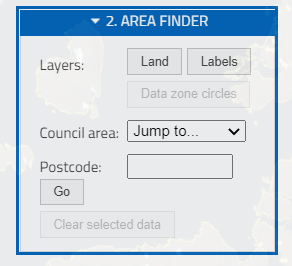 2. AREA FINDER
Layers: Land Labels
Data zone circles
Council area: Jump to...
Postcode:
Go
Clear selected data